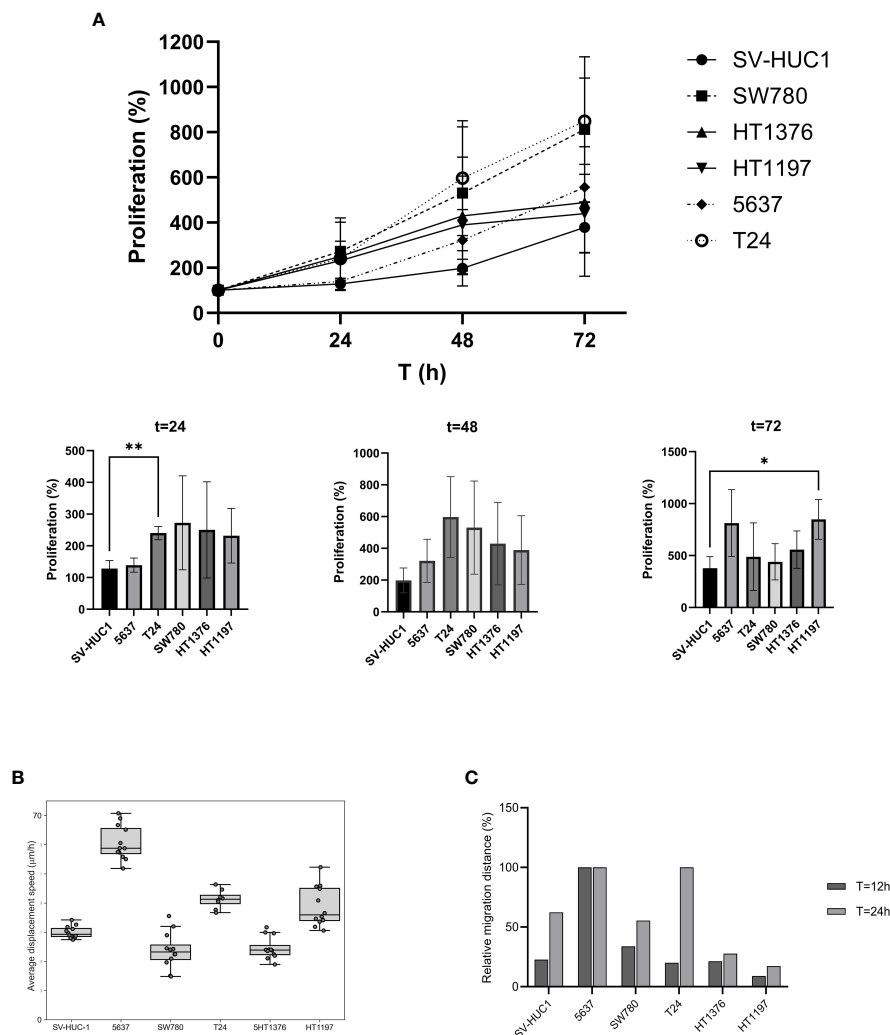 A
Proliferation (%)
1200
1000
800
600
400
200
0
0 24 48 72
T (h)
SV-HUC1
SW780
HT1376
HT1197
5637
T24
t=24
Proliferation (%)
500
400
300
200
100
0
**
SV-HUC1 5637 T24 SW780 HT1376 HT1197
t=48
Proliferation (%)
1000
800
600
400
200
0
SV-HUC1 5637 T24 SW780 HT1376 HT1197
t=72
Proliferation (%)
1500
1000
500
0
*
SV-HUC1 5637 T24 SW780 HT1376 HT1197
B
Average displacement speed (μm/h)
70
0
SV-HUC-1 5637 SW780 T24 5HT1376 HT1197
C
Relative migration distance (%)
150
100
50
0
SV-HUC1 5637 SW780 T24 HT1376 HT1197
T=12h
T=24h